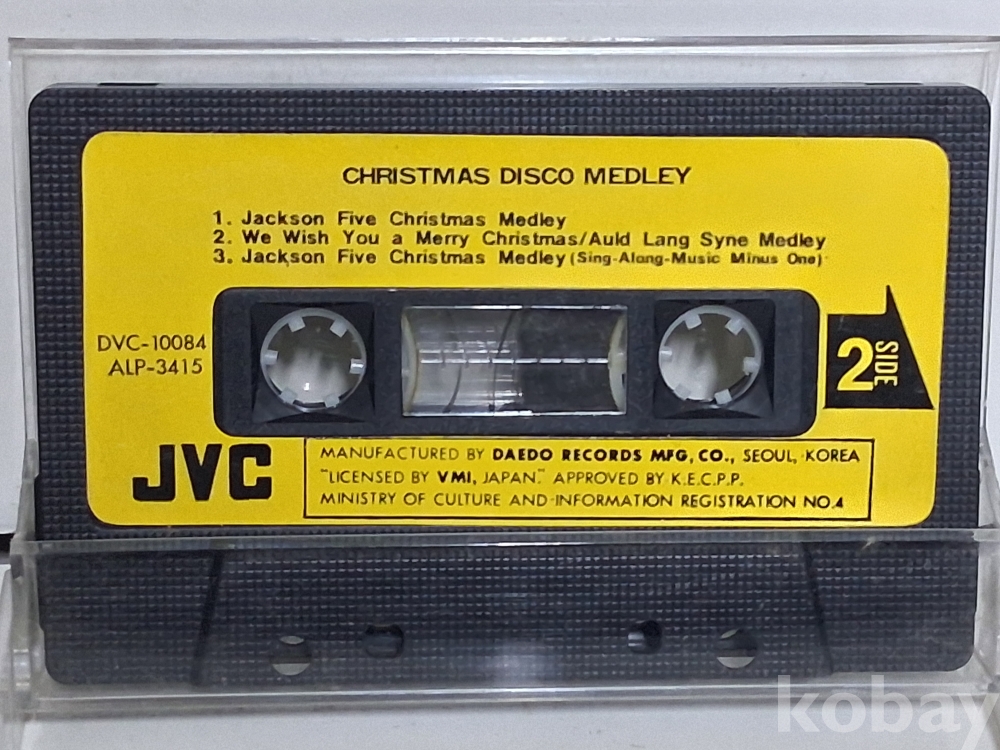 CHRISTMAS DISCO MEDLEY
1. Jackson Five Christmas Medley
2. We Wish You a Merry Christmas/Auld Lang Syne Medley
3. Jackson Five Christmas Medley (Sing-Along-Music Minus One)
DVC-10084
ALP-3415
2 SIDE
JVC
MANUFACTURED BY DAEDO RECORDS MFG, CO., SEOUL, KOREA
"LICENSED BY VMI, JAPAN." APPROVED BY K.E.C.P.P.
MINISTRY OF CULTURE AND INFORMATION REGISTRATION NO.4
kobay